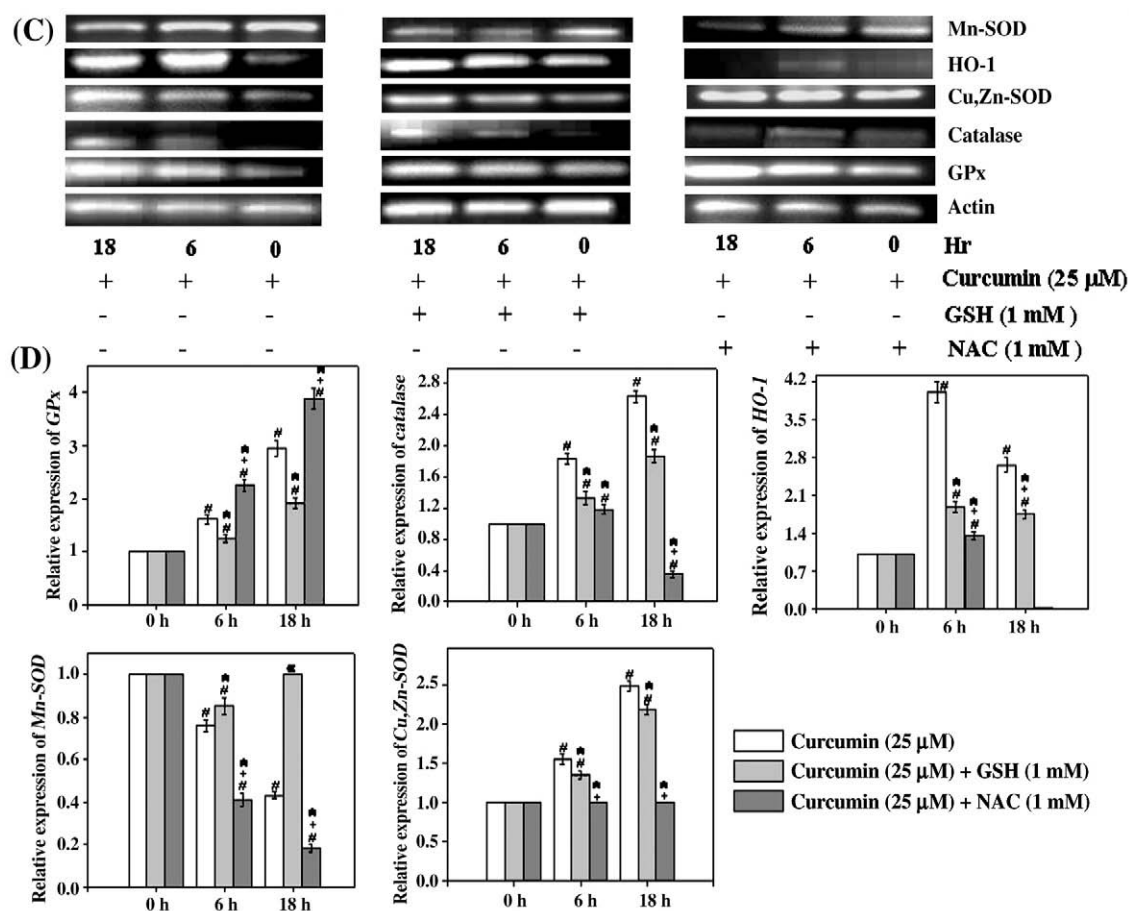 (C)
Mn-SOD
HO-1
Cu,Zn-SOD
Catalase
GPx
Actin
18 6 0 18 6 0 18 6 0 Hr
+ + + + + + + + + Curcumin (25 µM)
- - - + + + - - - GSH (1 mM )
- - - - - - + + + NAC (1 mM )
(D)
Relative expression of GPx
4
3
2
1
0
# # # + # # # +
0 h 6 h 18 h
Relative expression of catalase
2.8
2.4
2.0
1.6
1.2
0.8
0.4
0.0
# # # # # # +
0 h 6 h 18 h
Relative expression of HO-1
4.2
3.5
2.8
2.1
1.4
0.7
0.0
# # # + # # +
0 h 6 h 18 h
Relative expression of Mn-SOD
1.0
0.8
0.6
0.4
0.2
0.0
# # # + # # +
0 h 6 h 18 h
Relative expression of Cu,Zn-SOD
2.5
2.0
1.5
1.0
0.5
0.0
# # + # # +
0 h 6 h 18 h
Curcumin (25 µM)
Curcumin (25 µM) + GSH (1 mM)
Curcumin (25 µM) + NAC (1 mM)